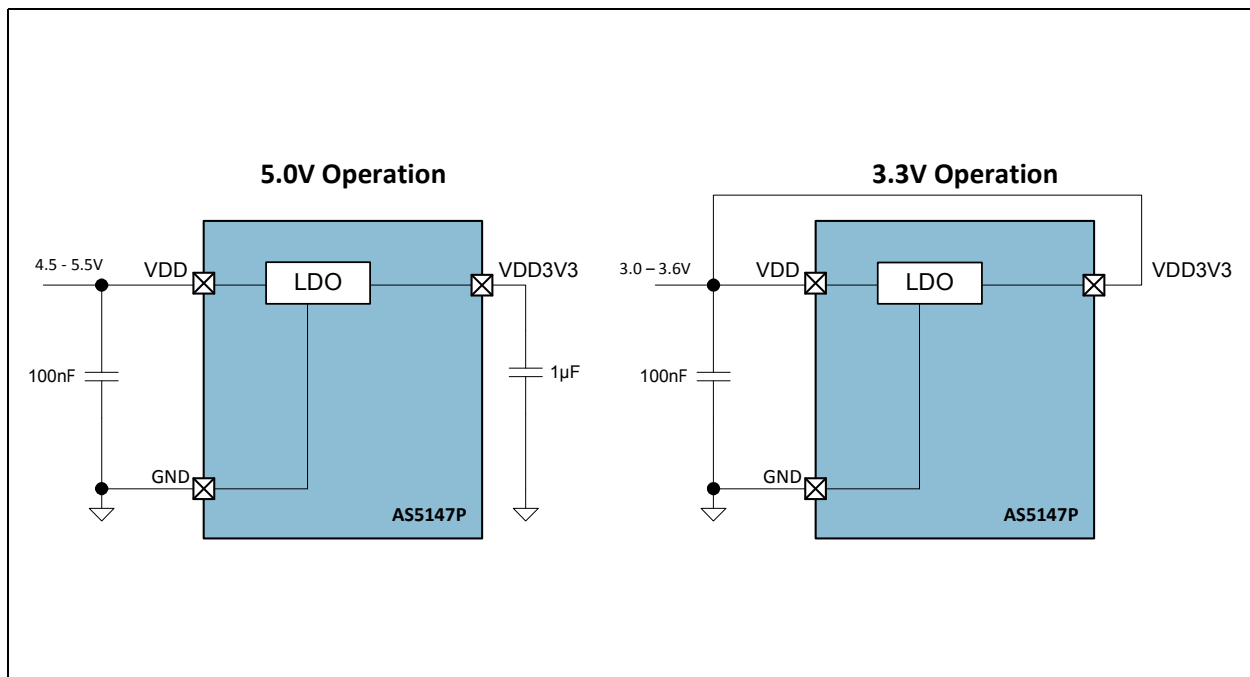 5.0V Operation
4.5 - 5.5V
VDD
LDO
VDD3V3
100nF
1µF
GND
AS5147P
3.3V Operation
3.0 – 3.6V
VDD
LDO
VDD3V3
100nF
GND
AS5147P